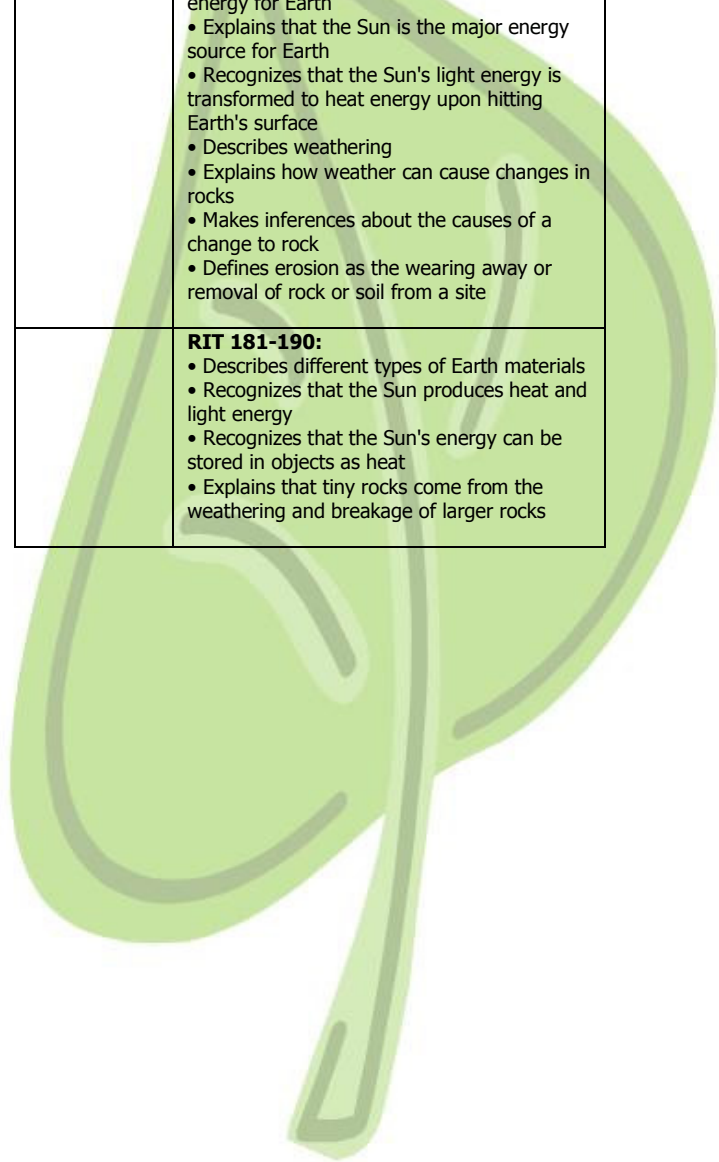 energy for Earth
• Explains that the Sun is the major energy
source for Earth
• Recognizes that the Sun's light energy is
transformed to heat energy upon hitting
Earth's surface
• Describes weathering
• Explains how weather can cause changes in
rocks
• Makes inferences about the causes of a
change to rock
• Defines erosion as the wearing away or
removal of rock or soil from a site
RIT 181-190:
• Describes different types of Earth materials
• Recognizes that the Sun produces heat and
light energy
• Recognizes that the Sun's energy can be
stored in objects as heat
• Explains that tiny rocks come from the
weathering and breakage of larger rocks